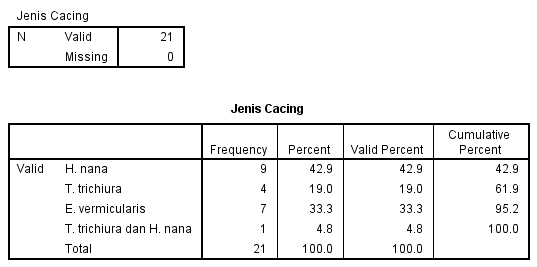 Jenis Cacing
N Valid 21
Missing 0
Jenis Cacing
Frequency Percent Valid Percent Cumulative Percent
Valid H. nana 9 42.9 42.9 42.9
T. trichiura 4 19.0 19.0 61.9
E. vermicularis 7 33.3 33.3 95.2
T. trichiura dan H. nana 1 4.8 4.8 100.0
Total 21 100.0 100.0